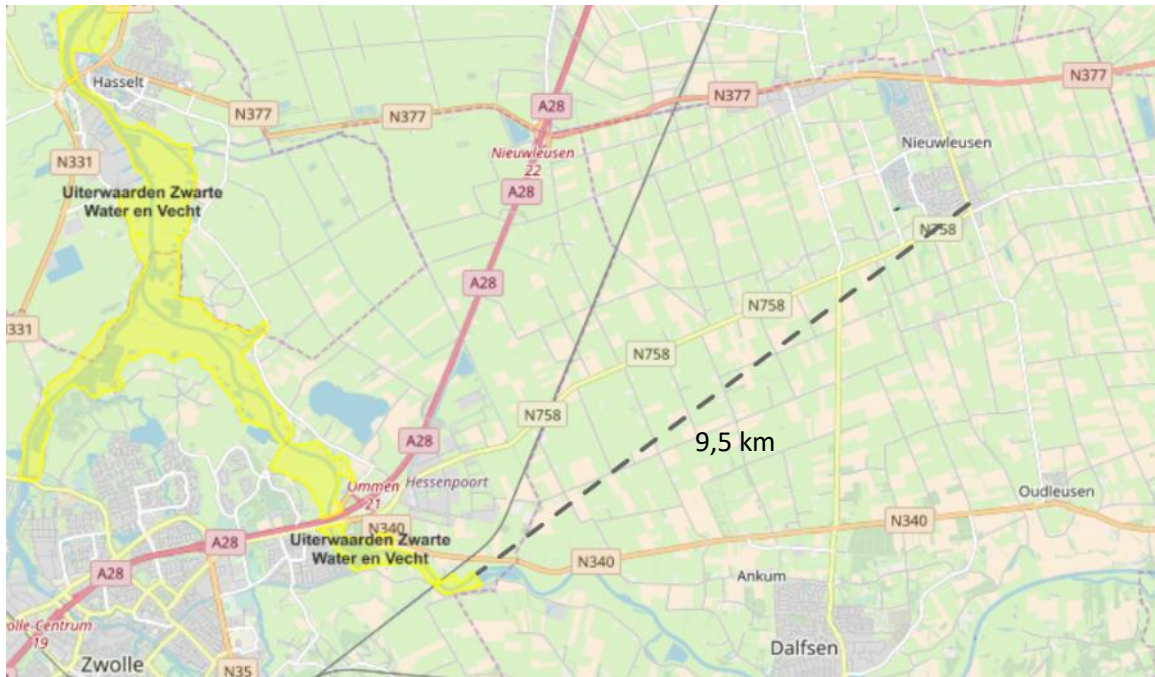 Hasselt
N377
N377
A28
N377
N377
Nieuwleusen
22
Nieuwleusen
N331
A28
Uiterwaarden Zwarte
Water en Vecht
N758
A28
N758
331
N758
N758
A28
9,5 km
Ommen
21
Hessenpoort
Oudleusen
N340
N340
A28
Uiterwaarden Zwarte
Water en Vecht
N340
A28
Ankum
olle-Centrum
19
Zwolle
N35
Dalfsen